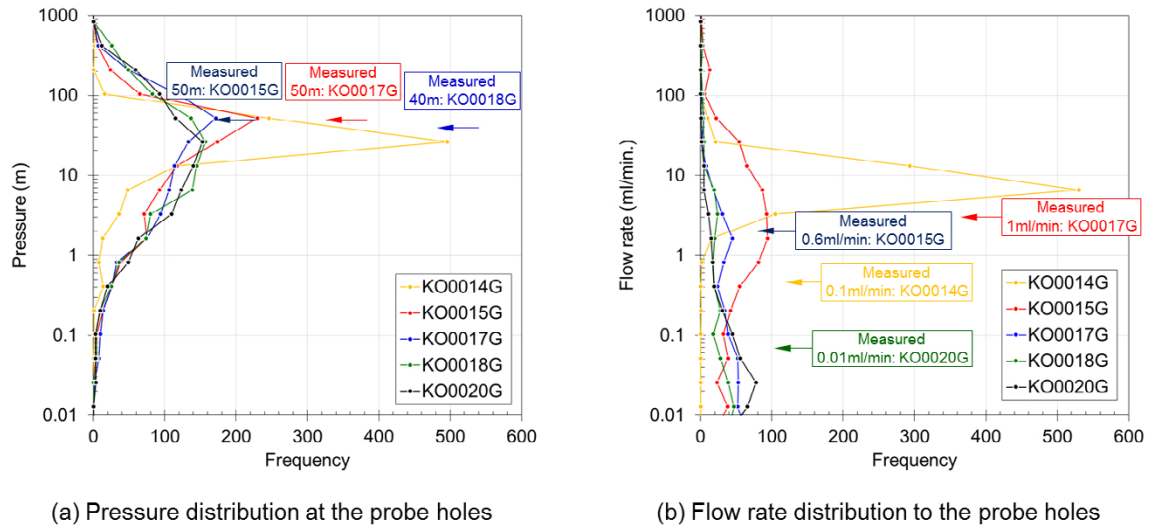 1000
100
10
1
0.1
0.01
Pressure (m)
0 100 200 300 400 500 600
Frequency
Measured
50m: KO0015G
Measured
50m: KO0017G
Measured
40m: KO0018G
KO0014G
KO0015G
KO0017G
KO0018G
KO0020G
(a) Pressure distribution at the probe holes
1000
100
10
1
0.1
0.01
Flow rate (ml/min.)
0 100 200 300 400 500 600
Frequency
Measured
0.6ml/min: KO0015G
Measured
1ml/min: KO0017G
Measured
0.1ml/min: KO0014G
Measured
0.01ml/min: KO0020G
KO0014G
KO0015G
KO0017G
KO0018G
KO0020G
(b) Flow rate distribution to the probe holes